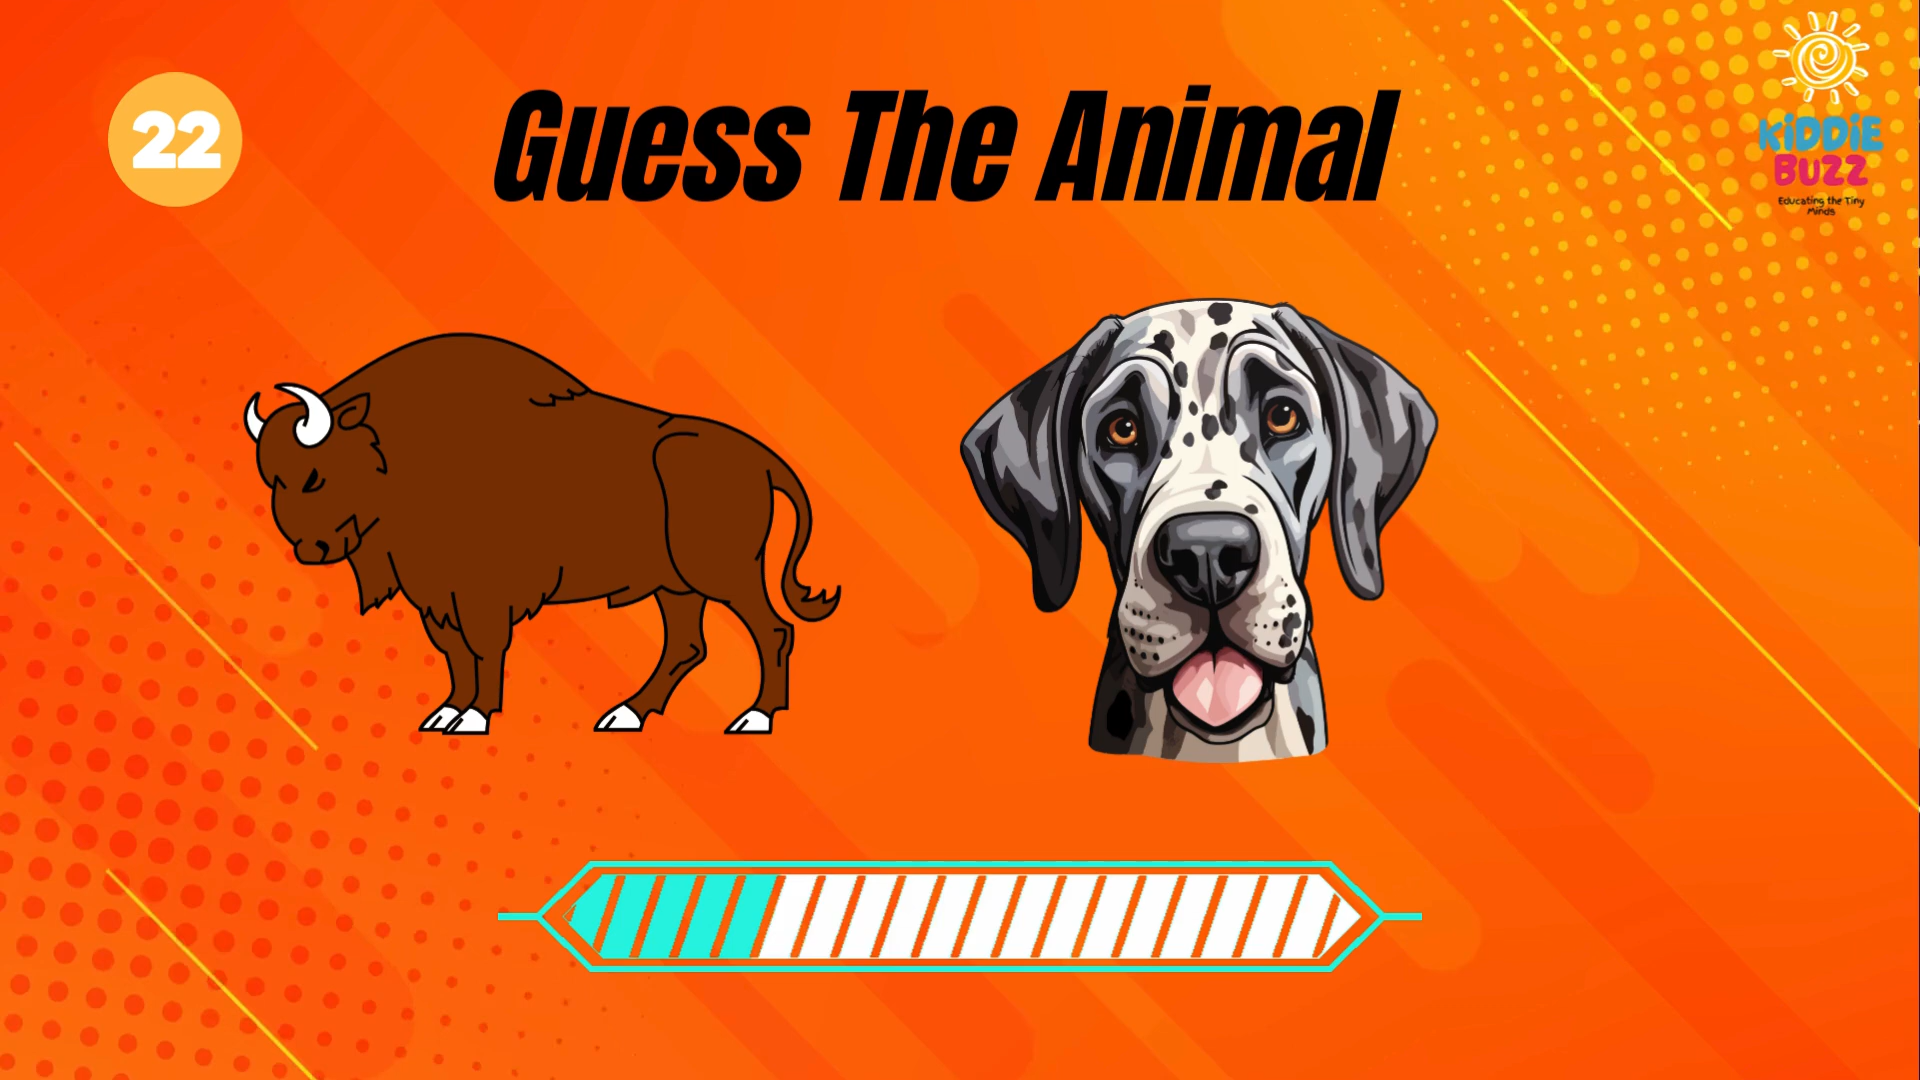 22
Guess The Animal
KiDDiE
BUZZ
Educating the Tiny
Minds